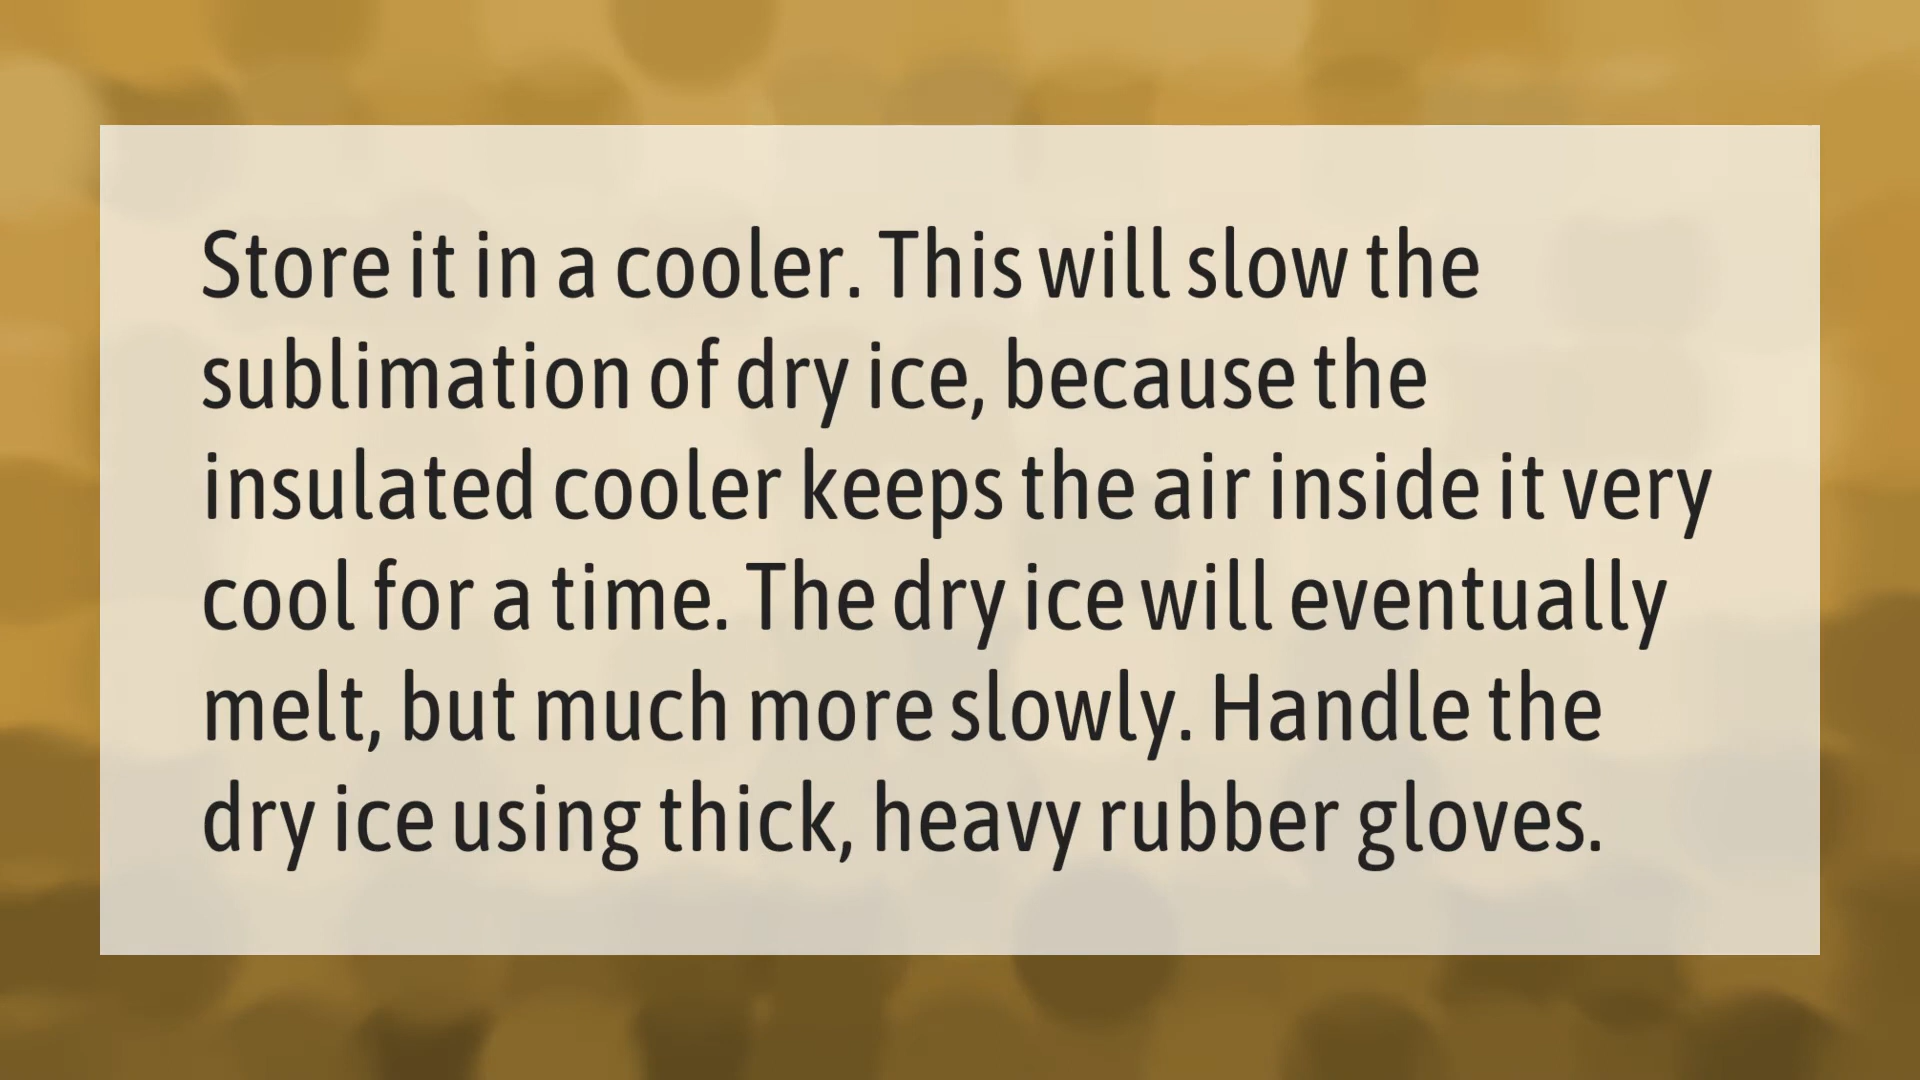 Store it in a cooler. This will slow the
sublimation of dry ice, because the
insulated cooler keeps the air inside it very
cool for a time. The dry ice will eventually
melt, but much more slowly. Handle the
dry ice using thick, heavy rubber gloves.